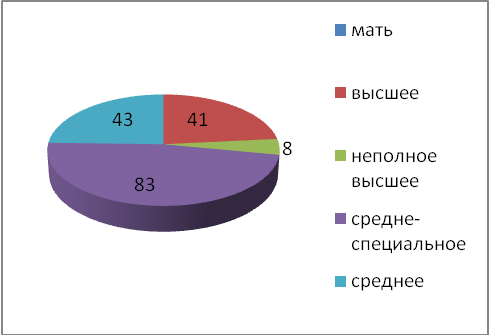 мать
высшее
неполное
высшее
средне-
специальное
среднее
43
41
8
83